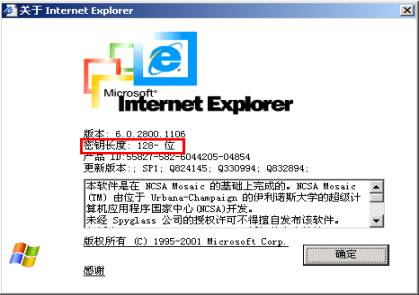 关于 Internet Explorer
Microsoft®
Internet Explorer
版本: 6.0.2800.1106
密钥长度: 128- 位
产品 ID:55827-582-6044205-04854
更新版本:, SP1; Q824145; Q330994; Q832894;
本软件是在 NCSA Mosaic 的基础上完成的。NCSA Mosaic
(TM) 由位于 Urbana-Champaign 的伊利诺斯大学的超级计
算机应用程序国家中心(NCSA)开发。
未经 Spyglass 公司的授权许可不得擅自发布该软件。
版权所有 (C) 1995-2001 Microsoft Corp.
确定
感谢